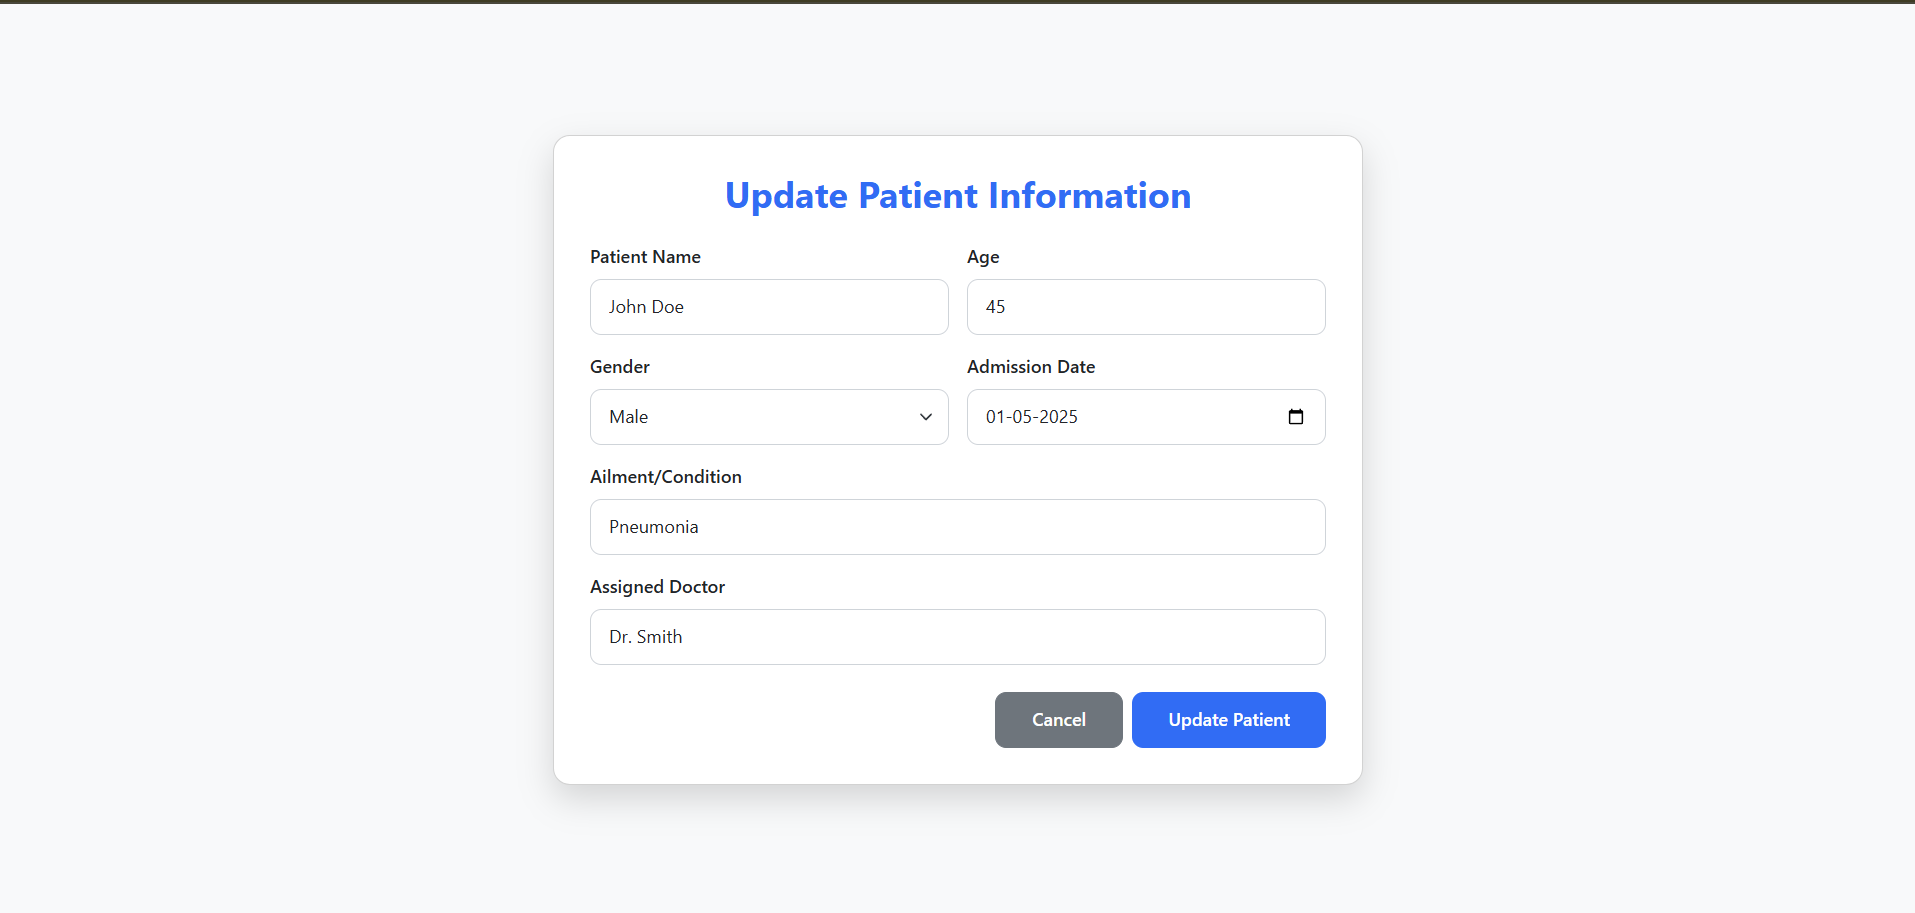 Update Patient Information
Patient Name
Age
John Doe
45
Gender
Admission Date
Male
01-05-2025
Ailment/Condition
Pneumonia
Assigned Doctor
Dr. Smith
Cancel
Update Patient